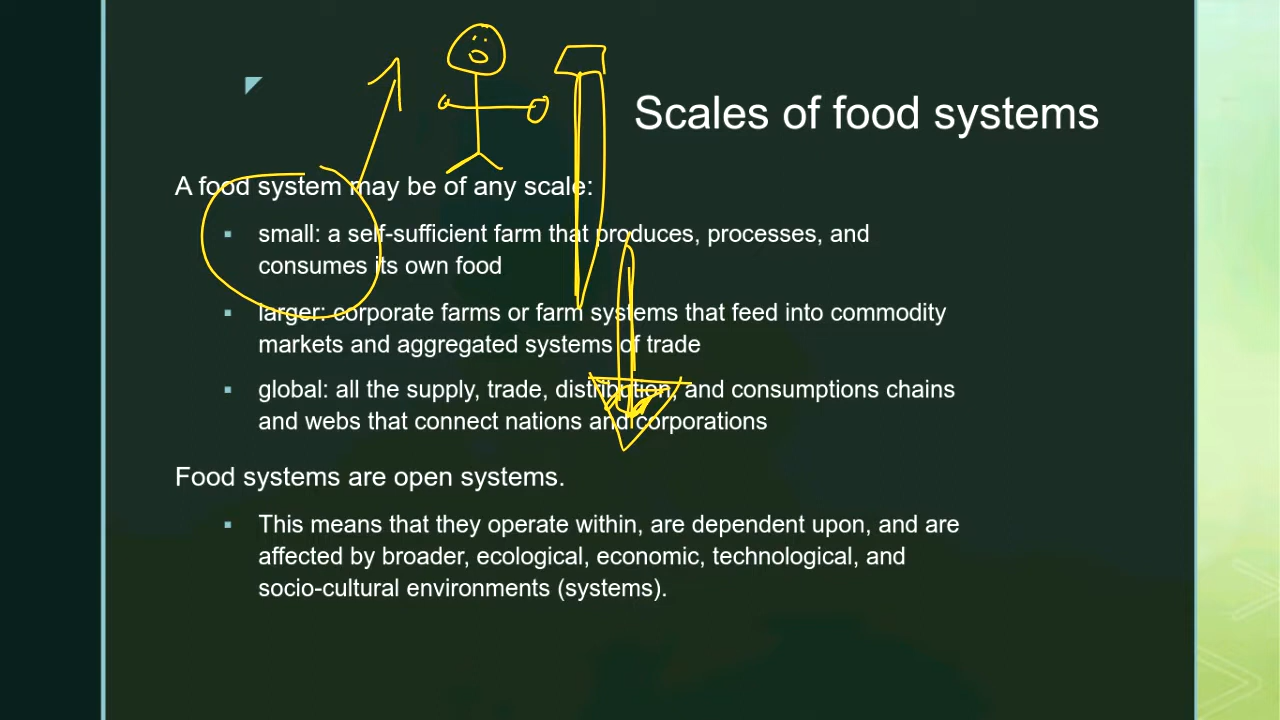 Scales of food systems
A food system may be of any scale:
▪ small: a self-sufficient farm that produces, processes, and
consumes its own food
▪ larger: corporate farms or farm systems that feed into commodity
markets and aggregated systems of trade
▪ global: all the supply, trade, distribution, and consumptions chains
and webs that connect nations and corporations
Food systems are open systems.
▪ This means that they operate within, are dependent upon, and are
affected by broader, ecological, economic, technological, and
socio-cultural environments (systems).